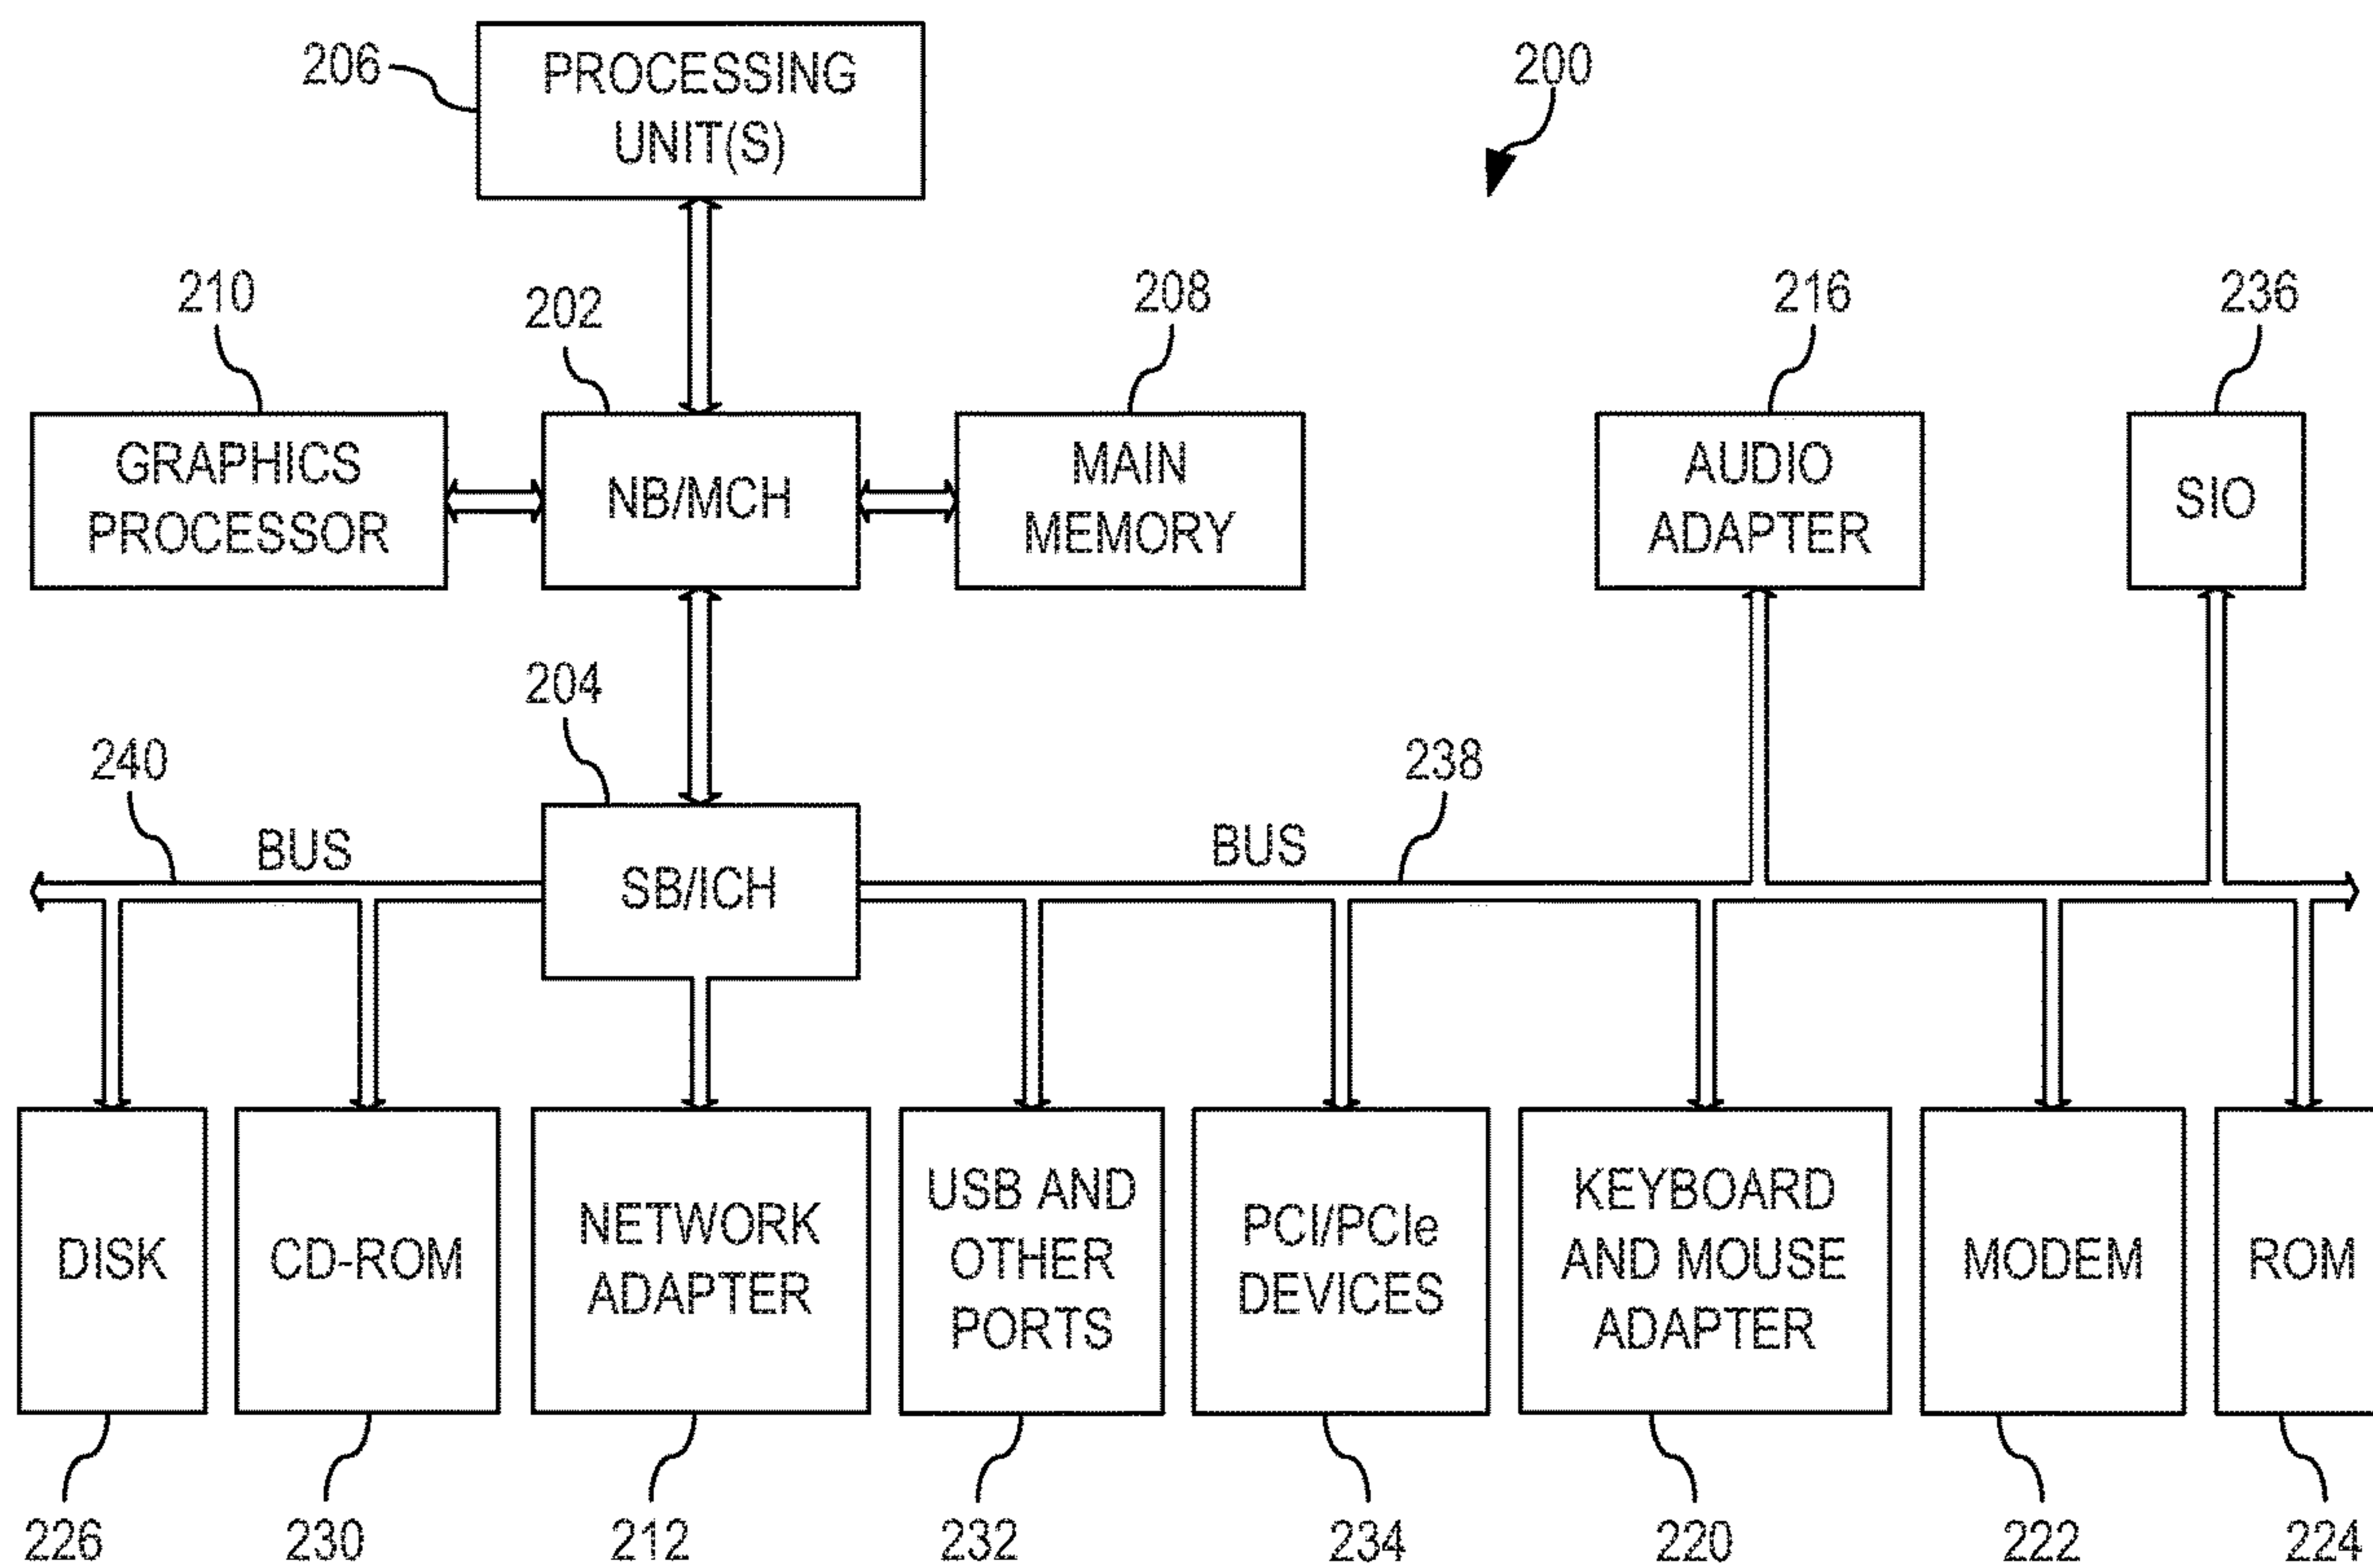 206
PROCESSING
UNIT(S)
200
210
202
208
216
236
GRAPHICS
PROCESSOR
NB/MCH
MAIN
MEMORY
AUDIO
ADAPTER
SIO
204
240
238
BUS
SB/ICH
BUS
DISK
CD-ROM
NETWORK
ADAPTER
USB AND
OTHER
PORTS
PCI/PCIe
DEVICES
KEYBOARD
AND MOUSE
ADAPTER
MODEM
ROM
226
230
212
232
234
220
222
224